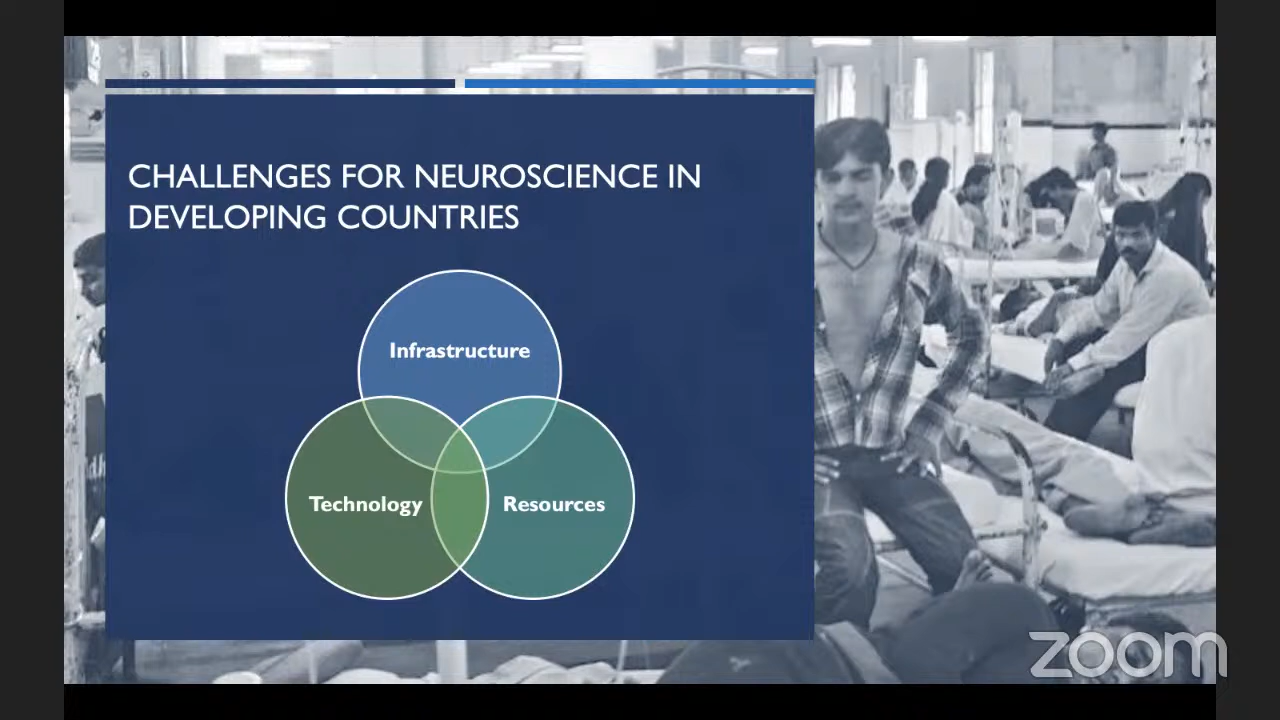 CHALLENGES FOR NEUROSCIENCE IN
DEVELOPING COUNTRIES
Infrastructure
Technology
Resources
zoom